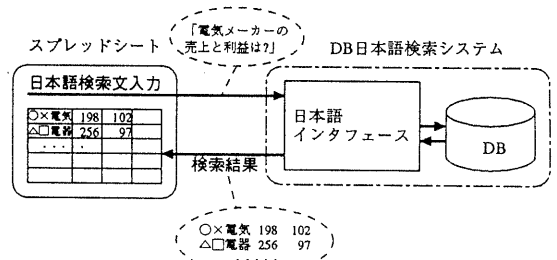 「電気メーカーの
売上と利益は?」
スプレッドシート
DB日本語検索システム
日本語検索文入力
○×電気 198 102
△□電器 256 97
・・・・
日本語
インタフェース
DB
検索結果
○×電気 198 102
△□電器 256 97